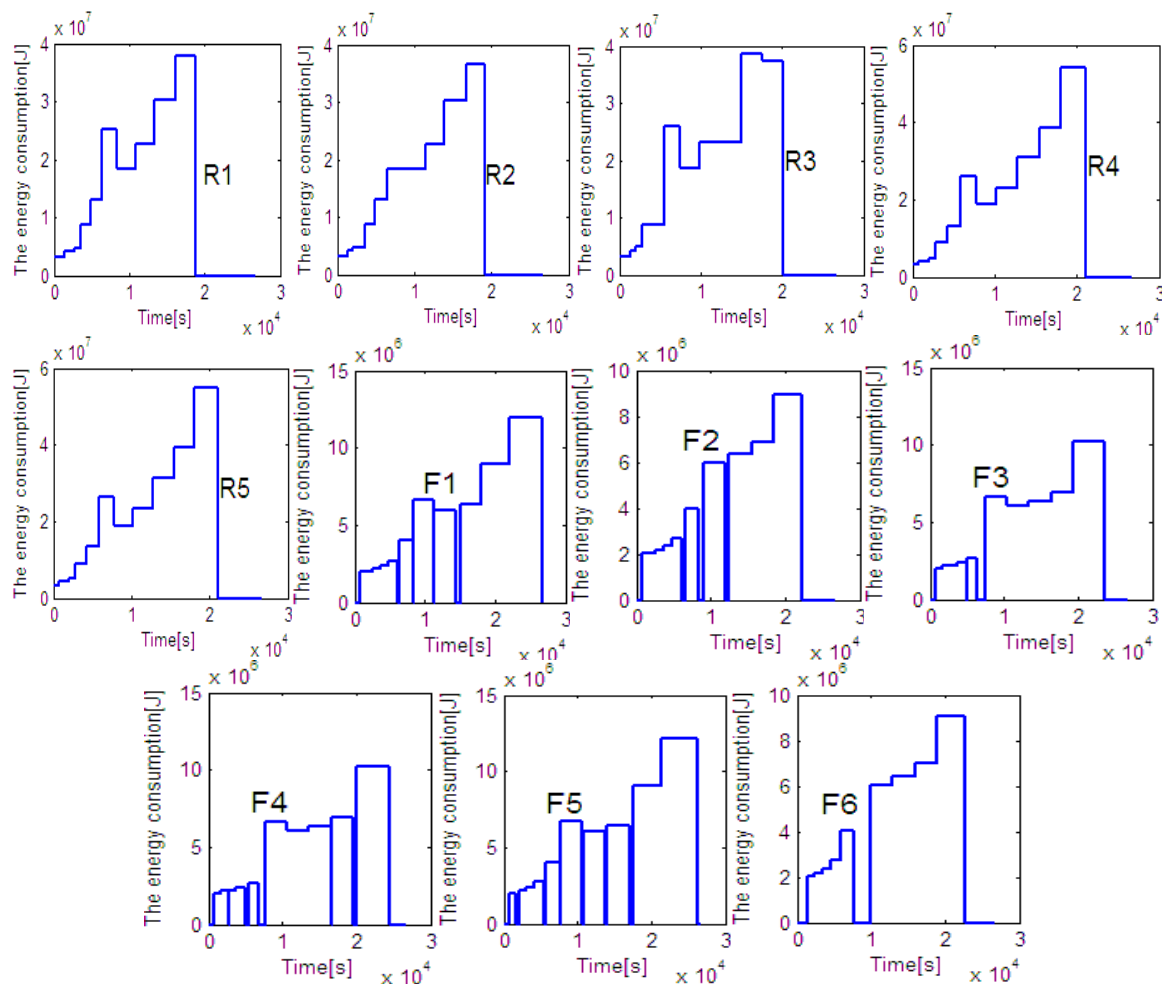 x 10^7
4
3
2
1
0
The energy consumption[J]
R1
0 1 2 3
Time[s]
x 10^4
x 10^7
4
3
2
1
0
The energy consumption[J]
R2
0 1 2 3
Time[s]
x 10^4
x 10^7
4
3
2
1
0
The energy consumption[J]
R3
0 1 2 3
Time[s]
x 10^4
x 10^7
6
4
2
0
The energy consumption[J]
R4
0 1 2 3
Time[s]
x 10^4
x 10^7
6
4
2
0
The energy consumption[J]
R5
0 1 2 3
Time[s]
x 10^4
x 10^6
15
10
5
0
The energy consumption[J]
F1
0 1 2 3
Time[s]
x 10^4
x 10^6
10
8
6
4
2
0
The energy consumption[J]
F2
0 1 2 3
Time[s]
x 10^4
x 10^6
15
10
5
0
The energy consumption[J]
F3
0 1 2 3
Time[s]
x 10^4
x 10^6
15
10
5
0
The energy consumption[J]
F4
0 1 2 3
Time[s]
x 10^4
x 10^6
15
10
5
0
The energy consumption[J]
F5
0 1 2 3
Time[s]
x 10^4
x 10^6
10
8
6
4
2
0
The energy consumption[J]
F6
0 1 2 3
Time[s]
x 10^4